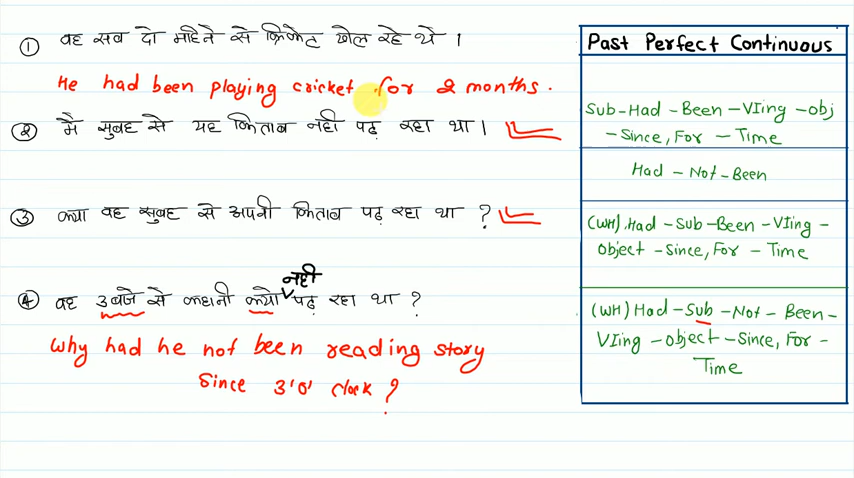 ① वह सब दो महिने से क्रिकेट खेल रहे थे ।
He had been playing cricket for 2 months.
② मैं सुबह से यह किताब नहीं पढ़ रहा था ।
③ क्या वह सुबह से अपनी किताब पढ़ रहा था ?
नहीं
④ वह 3 बजे से कहानी क्यो पढ़ रहा था ?
Why had he not been reading story
Since 3'0' clock ?
Past Perfect Continuous
Sub-Had-Been-VIing-obj
-Since, For - Time
Had - Not - Been
(WH), Had - Sub - Been - VIing -
Object - Since, For - Time
(WH) Had - Sub - Not - Been -
VIing - Object - Since, For -
Time